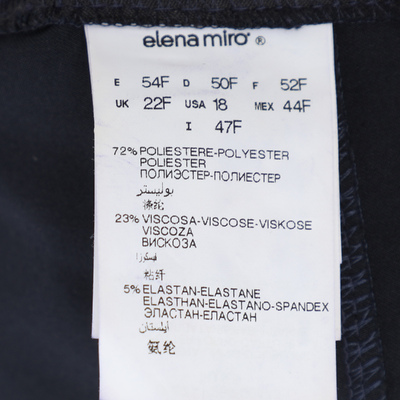 elena miro®
E 54F D 50F F 52F
UK 22F USA 18 MEX 44F
I 47F
72% POLIESTERE-POLYESTER
POLIESTER
ПОЛИЭСТЕР-ПОЛИЕСТЕР
بوليستر
涤纶
23% VISCOSA-VISCOSE-VISKOSE
VISCOZA
ВИСКОЗА
فيسكوزا
粘纤
5% ELASTAN-ELASTANE
ELASTHAN-ELASTANO-SPANDEX
ЭЛАСТАН-ЕЛАСТАН
ايلستان
氨纶